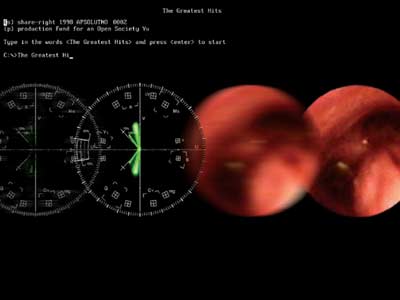 The Greatest Hits
(s) share-right 1998 APSOLUTNO 0002
(p) production Fond for an Open Society Yu
Type in the words <The Greatest Hits> and press <enter> to start
C:\>The Greatest Hi_